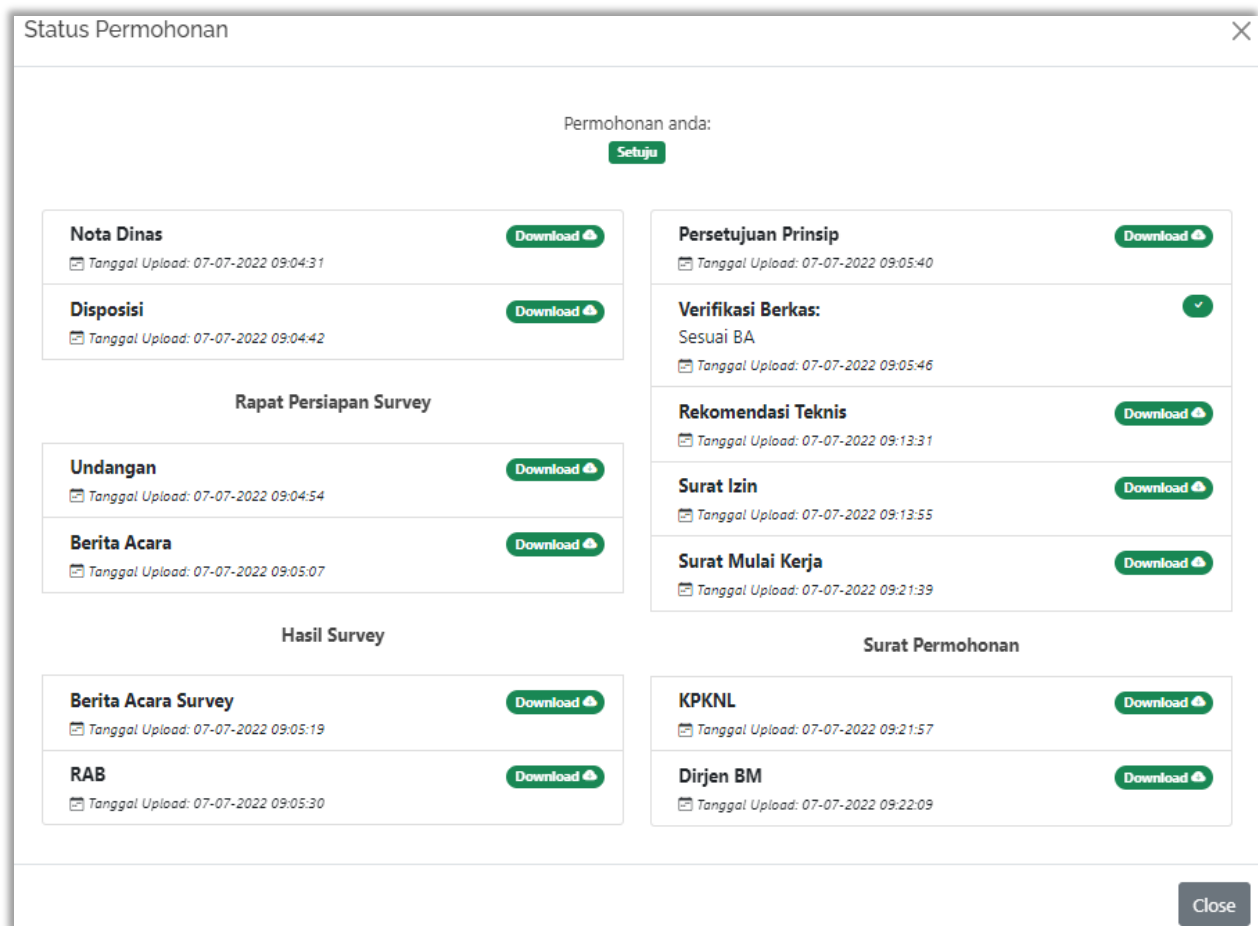 Status Permohonan
Permohonan anda:
Setuju
Nota Dinas
Download
Tanggal Upload: 07-07-2022 09:04:31
Disposisi
Download
Tanggal Upload: 07-07-2022 09:04:42
Rapat Persiapan Survey
Undangan
Download
Tanggal Upload: 07-07-2022 09:04:54
Berita Acara
Download
Tanggal Upload: 07-07-2022 09:05:07
Hasil Survey
Berita Acara Survey
Download
Tanggal Upload: 07-07-2022 09:05:19
RAB
Download
Tanggal Upload: 07-07-2022 09:05:30
Persetujuan Prinsip
Download
Tanggal Upload: 07-07-2022 09:05:40
Verifikasi Berkas:
Sesuai BA
Tanggal Upload: 07-07-2022 09:05:46
Rekomendasi Teknis
Download
Tanggal Upload: 07-07-2022 09:13:31
Surat Izin
Download
Tanggal Upload: 07-07-2022 09:13:55
Surat Mulai Kerja
Download
Tanggal Upload: 07-07-2022 09:21:39
Surat Permohonan
KPKNL
Download
Tanggal Upload: 07-07-2022 09:21:57
Dirjen BM
Download
Tanggal Upload: 07-07-2022 09:22:09
Close